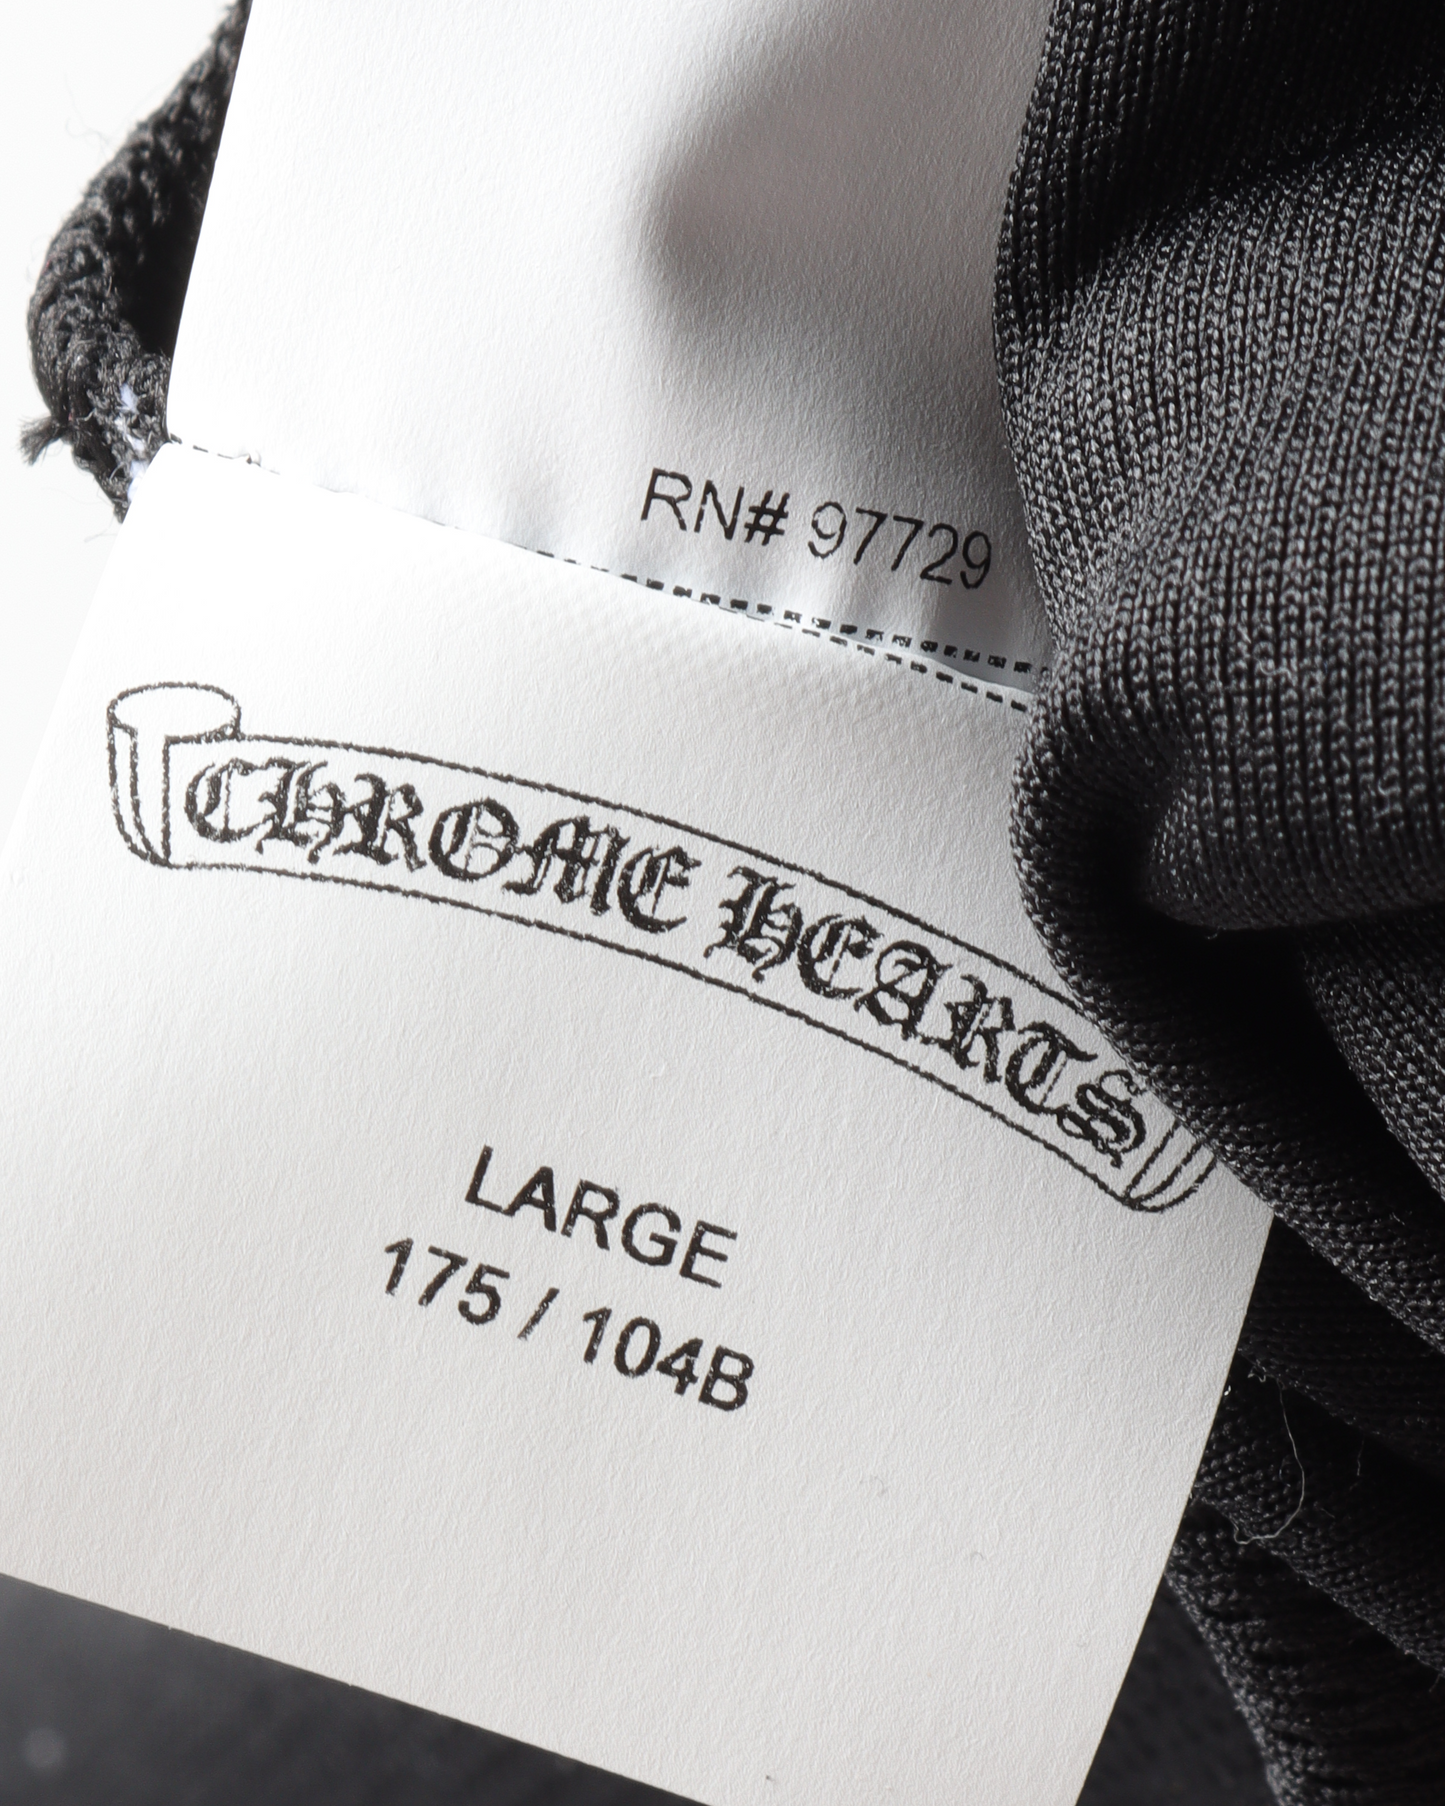 RN# 97729
CHROME HEARTS
LARGE
175 / 104B